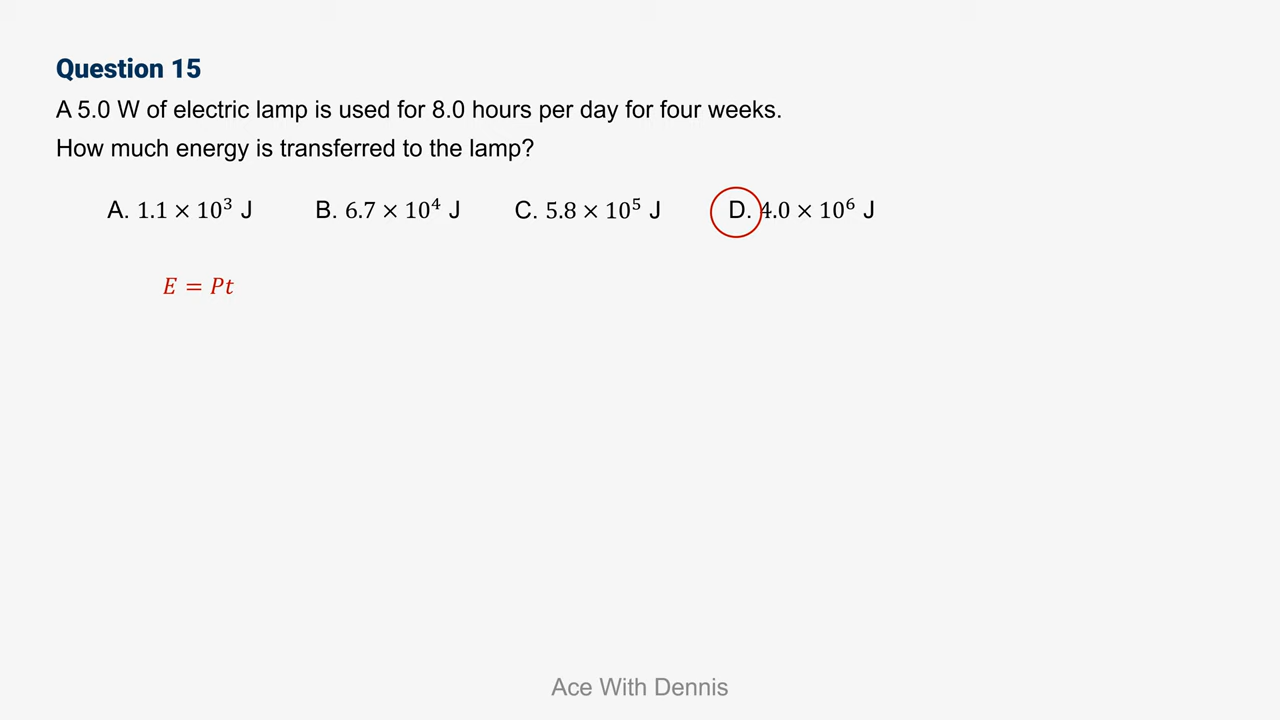 Question 15
A 5.0 W of electric lamp is used for 8.0 hours per day for four weeks.
How much energy is transferred to the lamp?
A. 1.1 × 10³ J B. 6.7 × 10⁴ J C. 5.8 × 10⁵ J D. 4.0 × 10⁶ J
E = Pt
Ace With Dennis